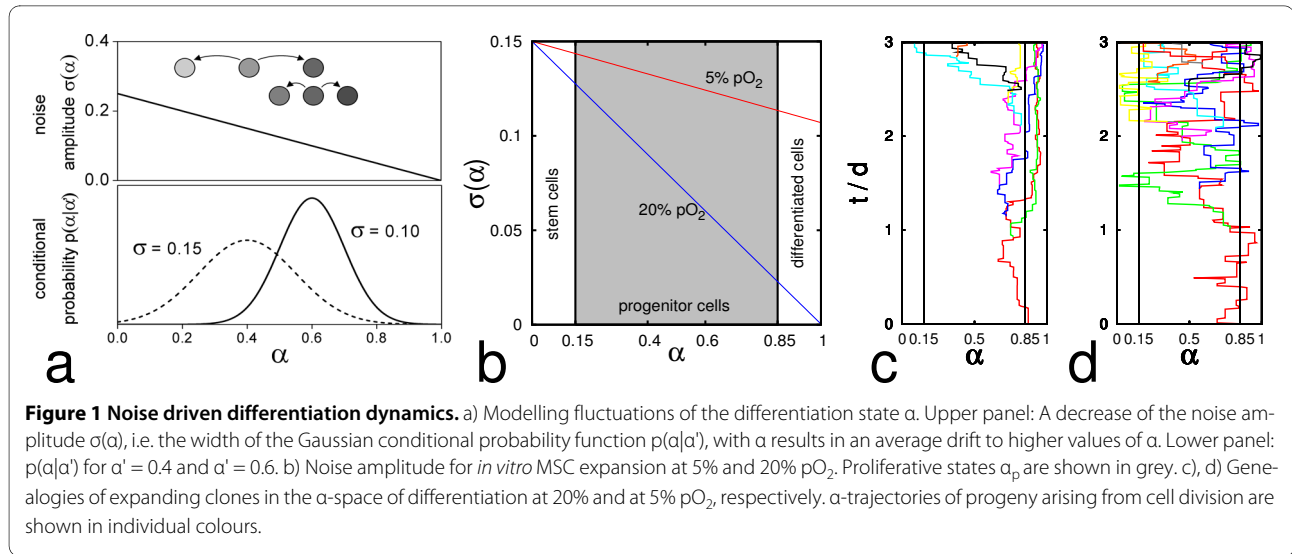 0.4
0.2
0.0
noise
amplitude σ(α)
conditional
probability p(α|α')
σ = 0.15
σ = 0.10
0.0 0.2 0.4 0.6 0.8 1.0
α
a
0.15
0.1
0.05
0
σ(α)
5% pO2
20% pO2
stem cells
progenitor cells
differentiated cells
0 0.15 0.4 0.6 0.85 1
α
b
3
2
1
3
t / d
0 0.15 0.5 0.85 1
α
c
3
2
1
3
0 0.15 0.5 0.85 1
α
d
Figure 1 Noise driven differentiation dynamics. a) Modelling fluctuations of the differentiation state α. Upper panel: A decrease of the noise am-
plitude σ(α), i.e. the width of the Gaussian conditional probability function p(α|α'), with α results in an average drift to higher values of α. Lower panel:
p(α|α') for α' = 0.4 and α' = 0.6. b) Noise amplitude for in vitro MSC expansion at 5% and 20% pO2. Proliferative states αp are shown in grey. c), d) Gene-
alogies of expanding clones in the α-space of differentiation at 20% and at 5% pO2, respectively. α-trajectories of progeny arising from cell division are
shown in individual colours.